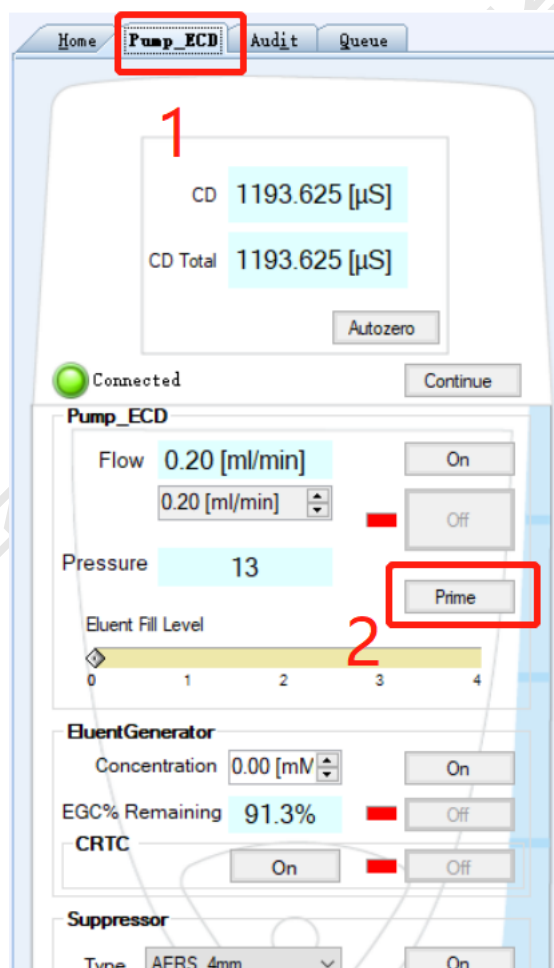 Home Pump_ECD Audit Queue
1
CD 1193.625 [µS]
CD Total 1193.625 [µS]
Autozero
Connected Continue
Pump_ECD
Flow 0.20 [ml/min] On
0.20 [ml/min] Off
Pressure 13
Prime
Eluent Fill Level 2
0 1 2 3 4
EluentGenerator
Concentration 0.00 [mM On
EGC% Remaining 91.3% Off
CRTC
On Off
Suppressor
Type AERS_4mm On